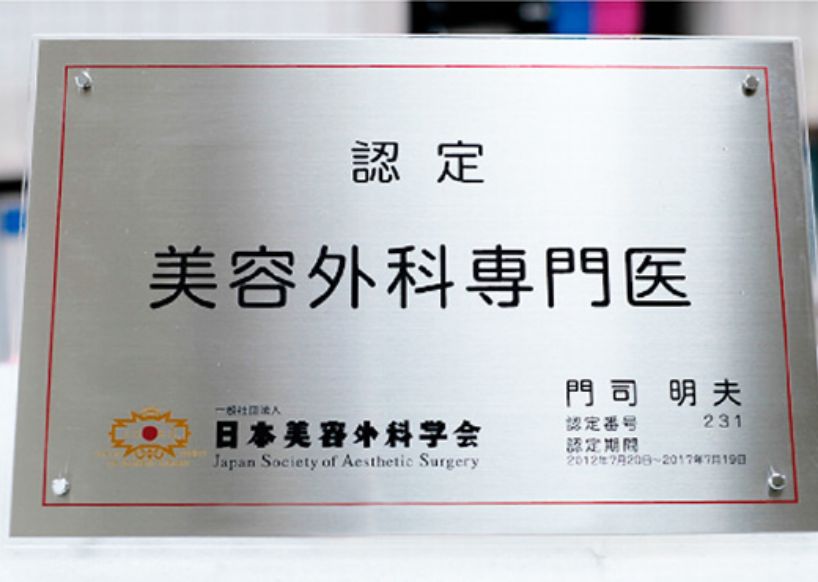 認定
美容外科専門医
一般社団法人
日本美容外科学会
Japan Society of Aesthetic Surgery
門司 明夫
認定番号 231
認定期間
2012年7月20日~2017年7月19日